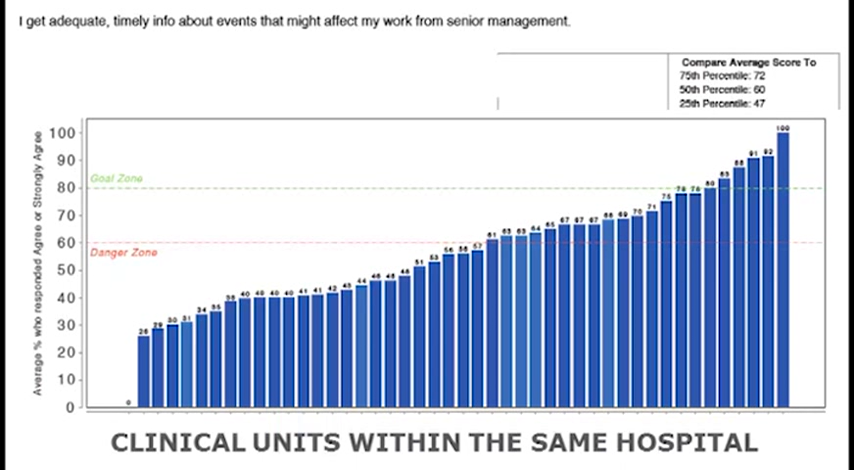 I get adequate, timely info about events that might affect my work from senior management.
Compare Average Score To
75th Percentile: 72
50th Percentile: 60
25th Percentile: 47
Average % who responded Agree or Strongly Agree
100
90
80
70
60
50
40
30
20
10
0
Goal Zone
Danger Zone
0 26 29 30 31 34 35 39 40 40 40 40 41 41 42 43 44 46 46 48 51 53 56 56 57 61 63 63 64 65 67 67 67 68 69 70 71 75 78 78 80 83 88 91 92 100
CLINICAL UNITS WITHIN THE SAME HOSPITAL